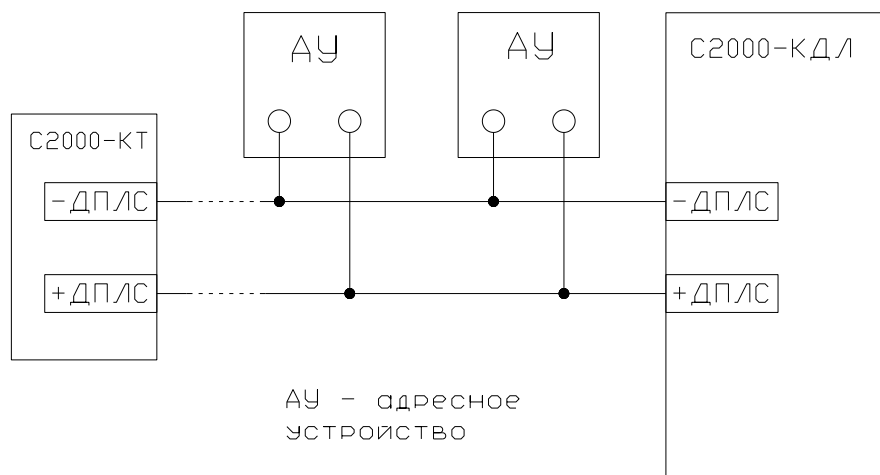 АУ
АУ
С2000-КДЛ
С2000-КТ
-ДПЛС
-ДПЛС
+ДПЛС
+ДПЛС
АУ - адресное
устройство